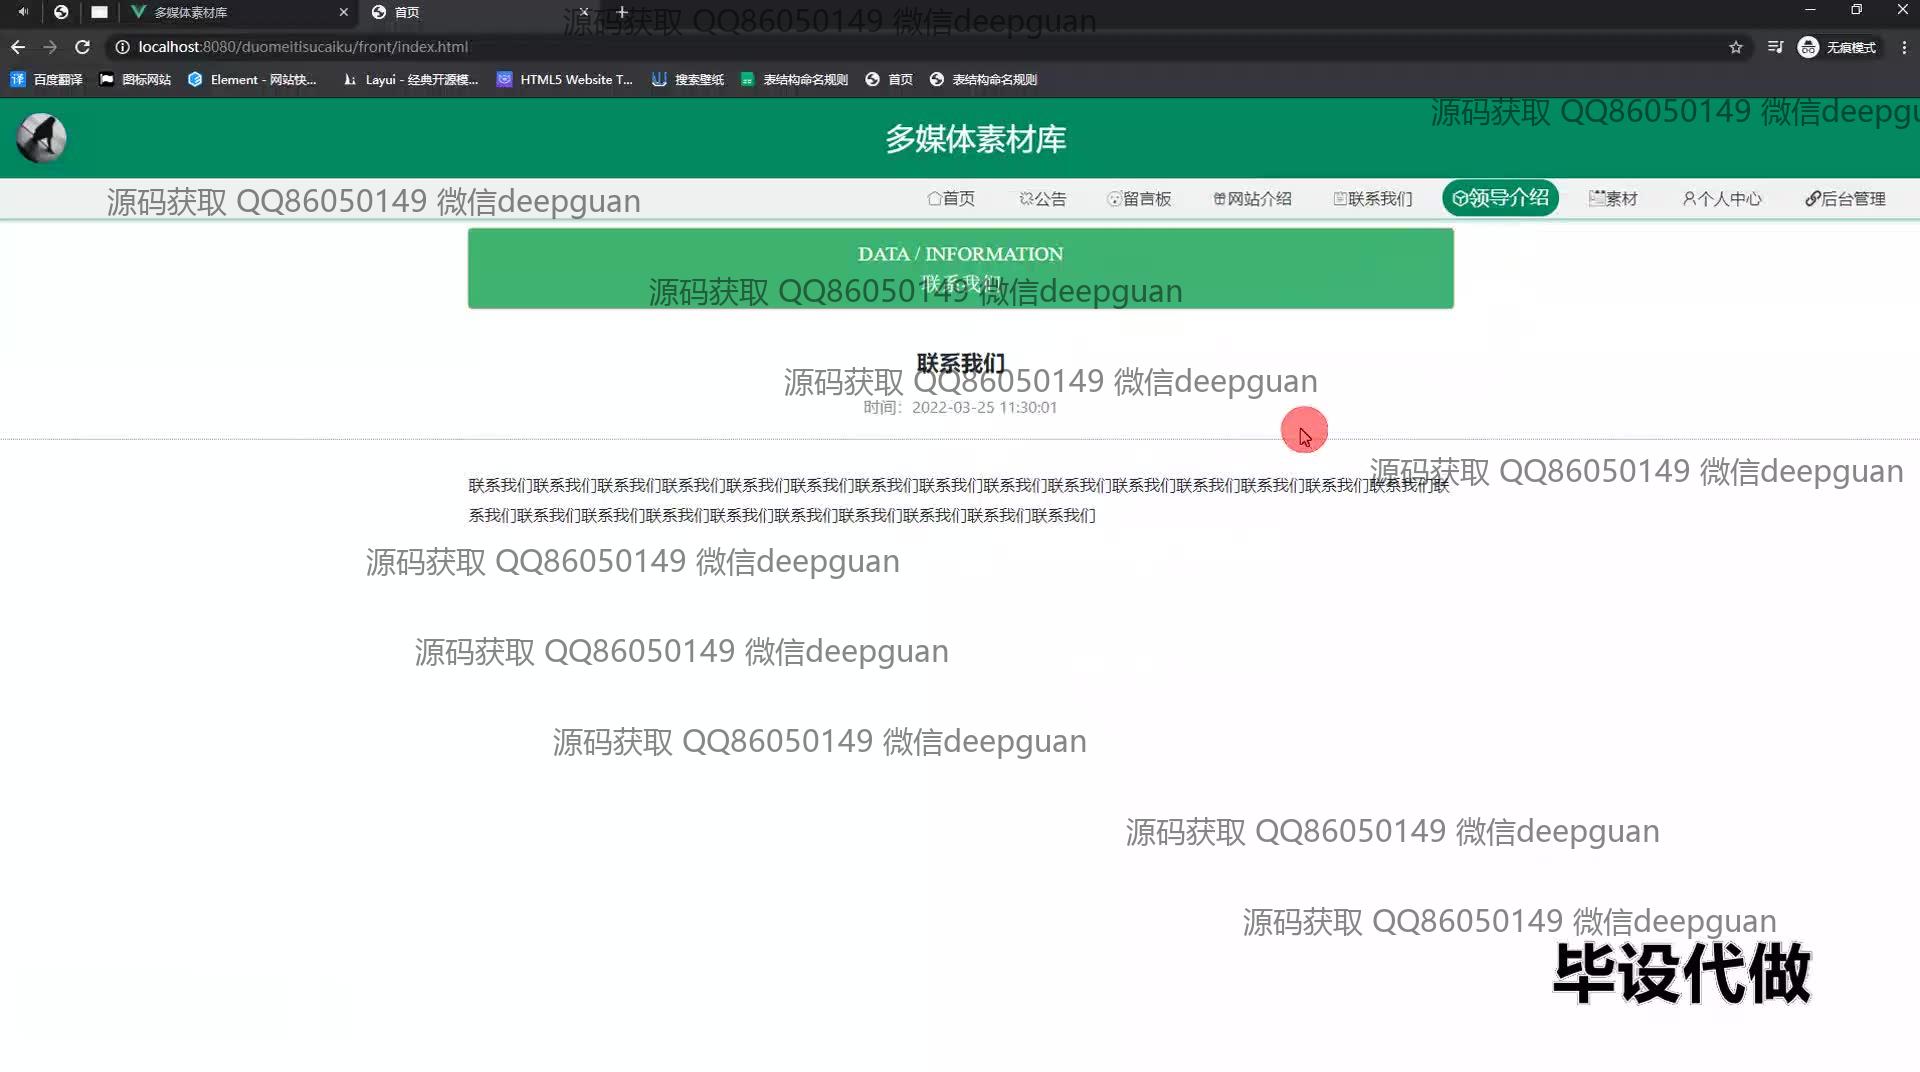 多媒体素材库
首页
源码获取 QQ86050149 微信deepguan
localhost:8080/duomeitisucaiku/front/index.html
无痕模式
百度翻译
图标网站
Element - 网站快...
Layui - 经典开源模...
HTML5 Website T...
搜索壁纸
表结构命名规则
首页
表结构命名规则
源码获取 QQ86050149 微信deepgu
多媒体素材库
源码获取 QQ86050149 微信deepguan
首页
公告
留言板
网站介绍
联系我们
领导介绍
素材
个人中心
后台管理
DATA / INFORMATION
联系我们
源码获取 QQ86050149 微信deepguan
联系我们
源码获取 QQ86050149 微信deepguan
时间：2022-03-25 11:30:01
源码获取 QQ86050149 微信deepguan
联系我们联系我们联系我们联系我们联系我们联系我们联系我们联系我们联系我们联系我们联系我们联系我们联系我们联系我们联系我们联
系我们联系我们联系我们联系我们联系我们联系我们联系我们联系我们联系我们联系我们
源码获取 QQ86050149 微信deepguan
源码获取 QQ86050149 微信deepguan
源码获取 QQ86050149 微信deepguan
源码获取 QQ86050149 微信deepguan
源码获取 QQ86050149 微信deepguan
毕设代做